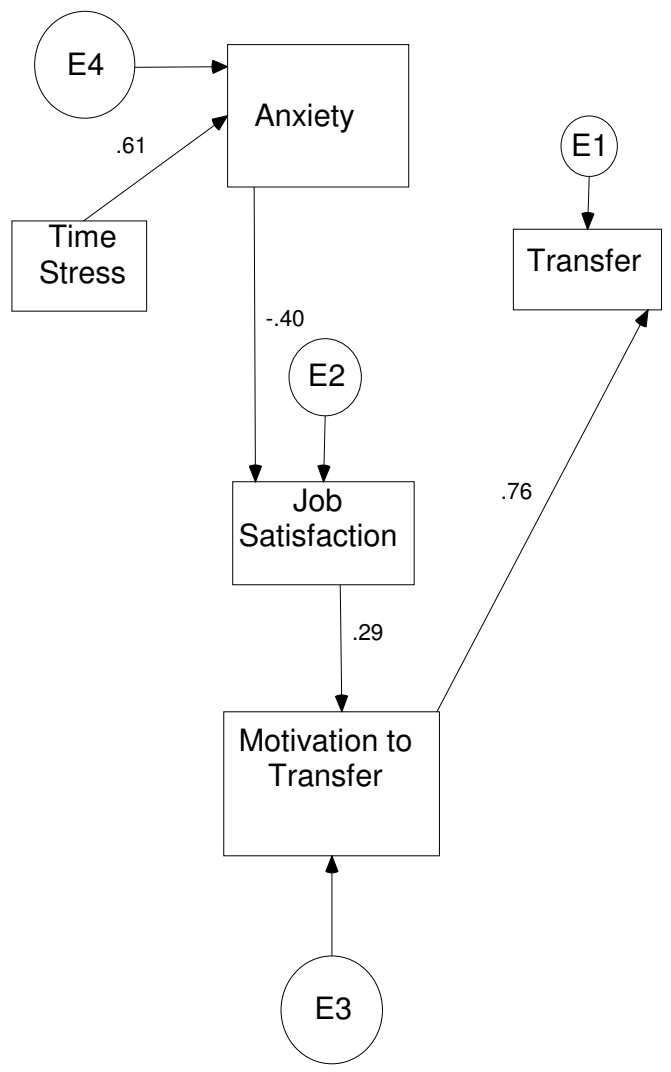 E4
Anxiety
.61
E1
Time
Stress
Transfer
-.40
E2
.76
Job
Satisfaction
.29
Motivation to
Transfer
E3